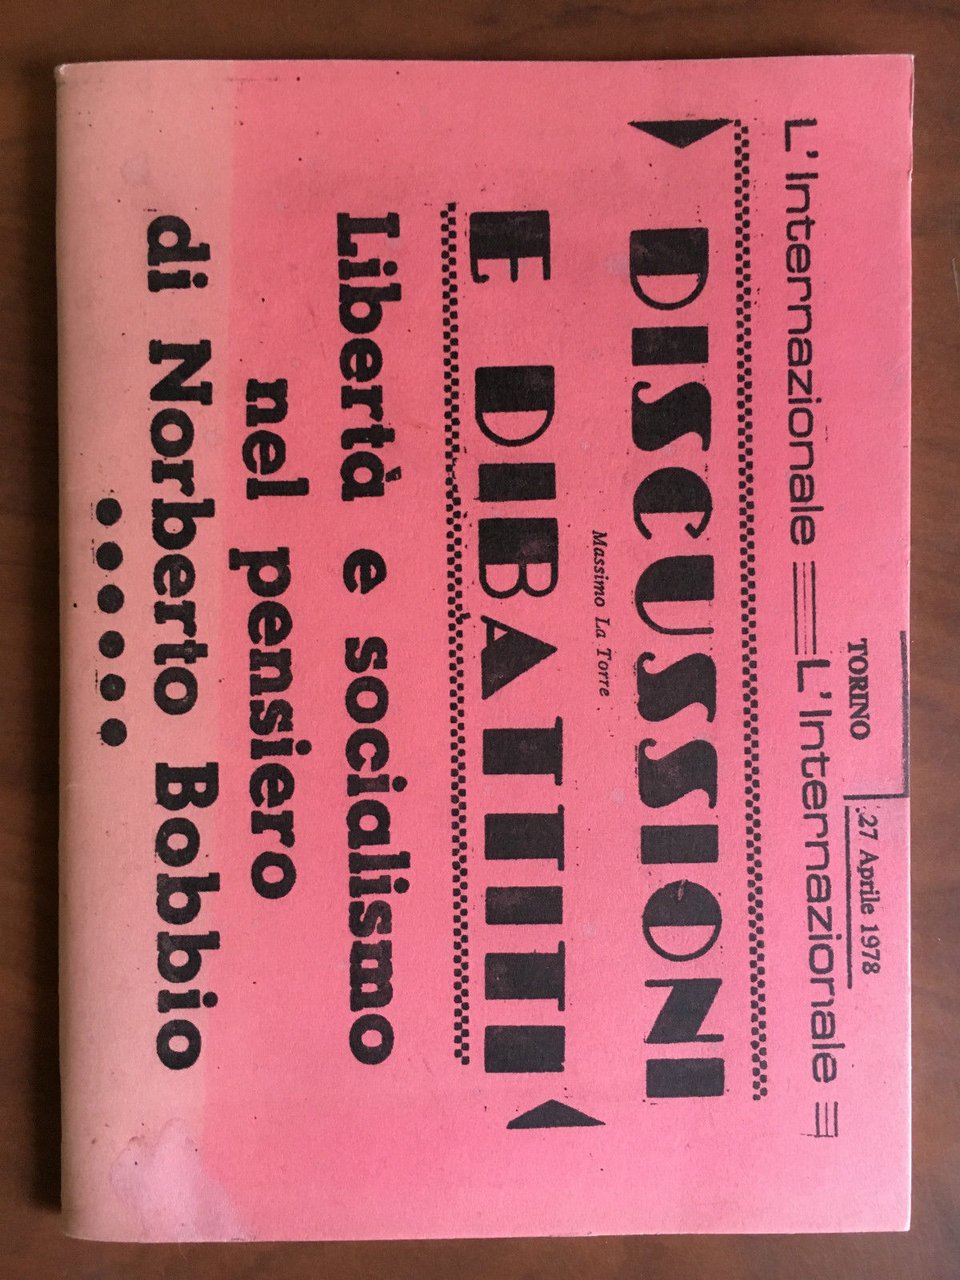 TORINO
27 Aprile 1978
L'Internazionale L'Internazionale
DISCUSSIONI
Massimo La Torre
E DIBATTITI
Libertà e socialismo
nel pensiero
di Norberto Bobbio